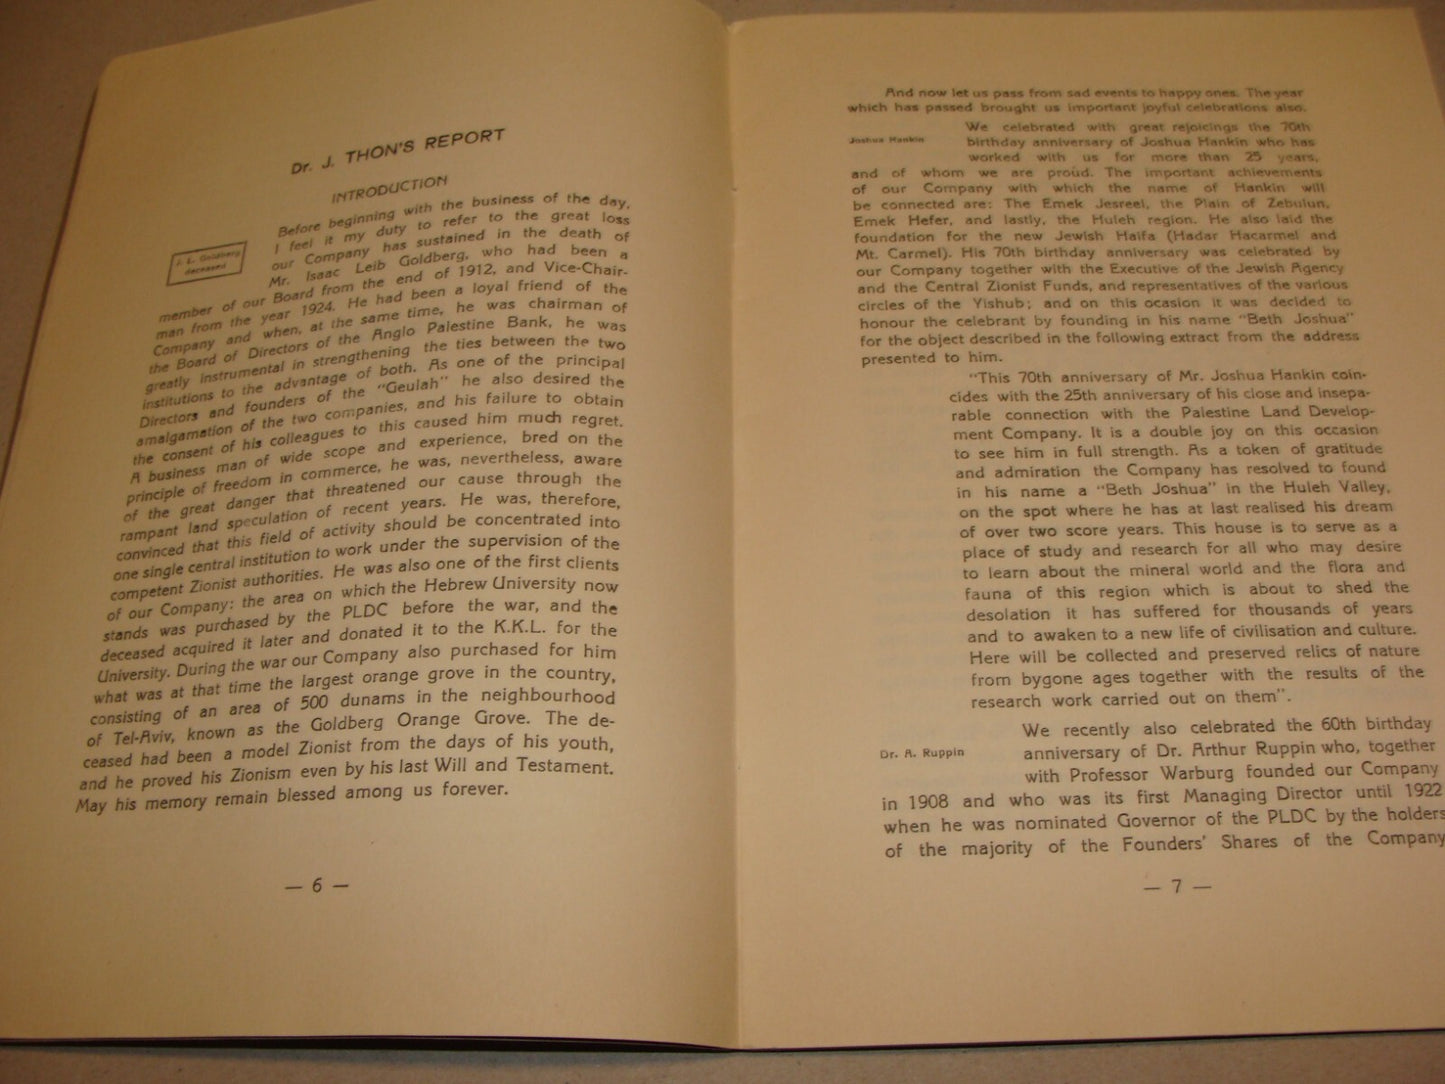 Dr. J. THON'S REPORT
INTRODUCTION
J. L. Goldberg
deceased
Before beginning with the business of the day,
I feel it my duty to refer to the great loss
our Company has sustained in the death of
Mr. Isaac Leib Goldberg, who had been a
member of our Board from the end of 1912, and Vice-Chair-
man from the year 1924. He had been a loyal friend of the
Company and when, at the same time, he was chairman of
the Board of Directors of the Anglo Palestine Bank, he was
greatly instrumental in strengthening the ties between the two
institutions to the advantage of both. As one of the principal
Directors and founders of the "Geulah" he also desired the
amalgamation of the two companies, and his failure to obtain
the consent of his colleagues to this caused him much regret.
A business man of wide scope and experience, bred on the
principle of freedom in commerce, he was, nevertheless, aware
of the great danger that threatened our cause through the
rampant land speculation of recent years. He was, therefore,
convinced that this field of activity should be concentrated into
one single central institution to work under the supervision of the
competent Zionist authorities. He was also one of the first clients
of our Company: the area on which the Hebrew University now
stands was purchased by the PLDC before the war, and the
deceased acquired it later and donated it to the K.K.L. for the
University. During the war our Company also purchased for him
what was at that time the largest orange grove in the country,
consisting of an area of 500 dunams in the neighbourhood
of Tel-Aviv, known as the Goldberg Orange Grove. The de-
ceased had been a model Zionist from the days of his youth,
and he proved his Zionism even by his last Will and Testament.
May his memory remain blessed among us forever.
— 6 —
And now let us pass from sad events to happy ones. The year
which has passed brought us important joyful celebrations also.
Joshua Hankin
We celebrated with great rejoicings the 70th
birthday anniversary of Joshua Hankin who has
worked with us for more than 25 years,
and of whom we are proud. The important achievements
of our Company with which the name of Hankin will
be connected are: The Emek Jesreel, the Plain of Zebulun,
Emek Hefer, and lastly, the Huleh region. He also laid the
foundation for the new Jewish Haifa (Hadar Hacarmel and
Mt. Carmel). His 70th birthday anniversary was celebrated by
our Company together with the Executive of the Jewish Agency
and the Central Zionist Funds, and representatives of the various
circles of the Yishub; and on this ocasion it was decided to
honour the celebrant by founding in his name "Beth Joshua"
for the object described in the following extract from the address
presented to him.
"This 70th anniversary of Mr. Joshua Hankin coin-
cides with the 25th anniversary of his close and insepa-
rable connection with the Palestine Land Develop-
ment Company. It is a double joy on this occasion
to see him in full strength. As a token of gratitude
and admiration the Company has resolved to found
in his name a "Beth Joshua" in the Huleh Valley,
on the spot where he has at last realised his dream
of over two score years. This house is to serve as a
place of study and research for all who may desire
to learn about the mineral world and the flora and
fauna of this region which is about to shed the
desolation it has suffered for thousands of years
and to awaken to a new life of civilisation and culture.
Here will be collected and preserved relics of nature
from bygone ages together with the results of the
research work carried out on them".
Dr. A. Ruppin
We recently also celebrated the 60th birthday
anniversary of Dr. Arthur Ruppin who, together
with Professor Warburg founded our Company
in 1908 and who was its first Managing Director until 1922
when he was nominated Governor of the PLDC by the holders
of the majority of the Founders' Shares of the Company
— 7 —